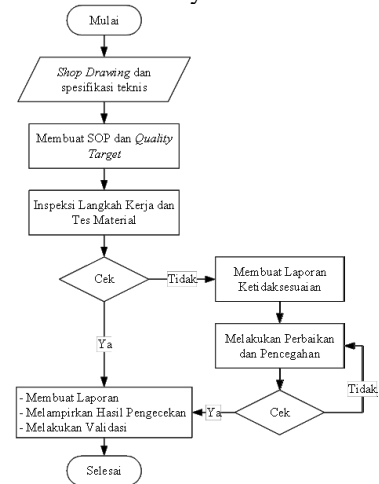 Mulai
Shop Drawing dan
spesifikasi teknis
Membuat SOP dan Quality
Target
Inspeksi Langkah Kerja dan
Tes Material
Cek
Tidak
Membuat Laporan
Ketidaksesuaian
Melakukan Perbaikan
dan Pencegahan
Ya
Tidak
- Membuat Laporan
- Melampirkan Hasil Pengecekan
- Melakukan Validasi
Ya
Cek
Selesai